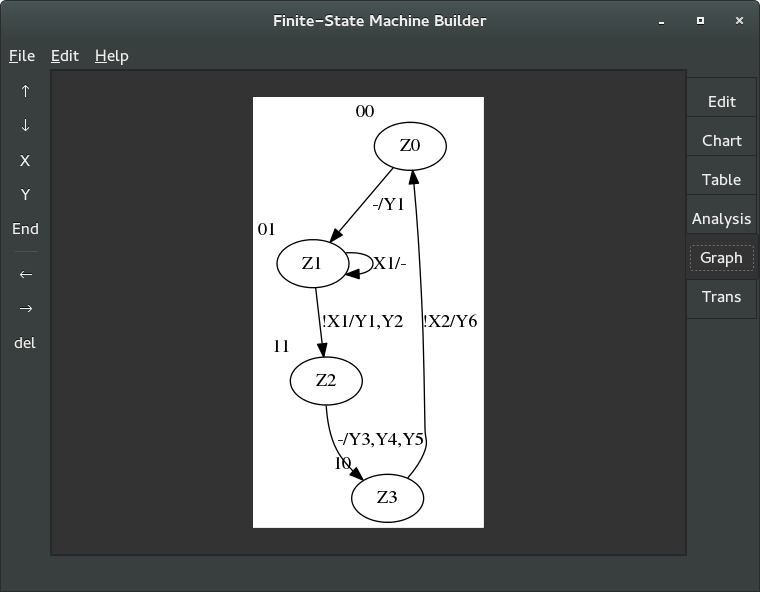 Finite-State Machine Builder
File Edit Help
↑
↓
X
Y
End
←
→
del
00
Z0
-/Y1
01
Z1
X1/-
!X1/Y1,Y2
!X2/Y6
11
Z2
-/Y3,Y4,Y5
10
Z3
Edit
Chart
Table
Analysis
Graph
Trans